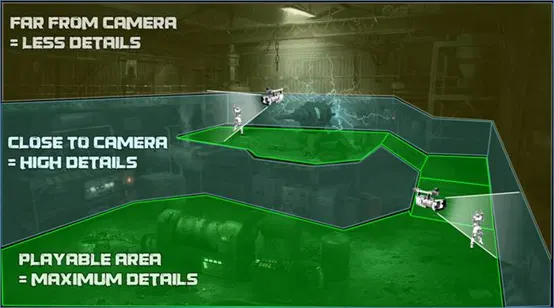 FAR FROM CAMERA
= LESS DETAILS
CLOSE TO CAMERA
= HIGH DETAILS
PLAYABLE AREA
= MAXIMUM DETAILS